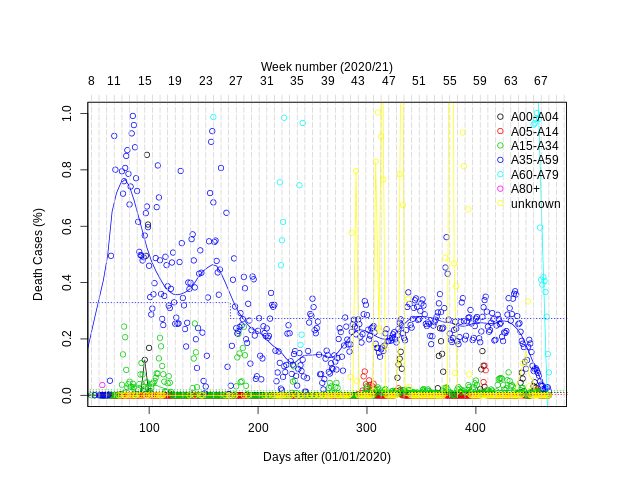 Week number (2020/21)
8 11 15 19 23 27 31 35 39 43 47 51 55 59 63 67
Death Cases (%)
1.0
0.8
0.6
0.4
0.2
0.0
A00-A04
A05-A14
A15-A34
A35-A59
A60-A79
A80+
unknown
100 200 300 400
Days after (01/01/2020)